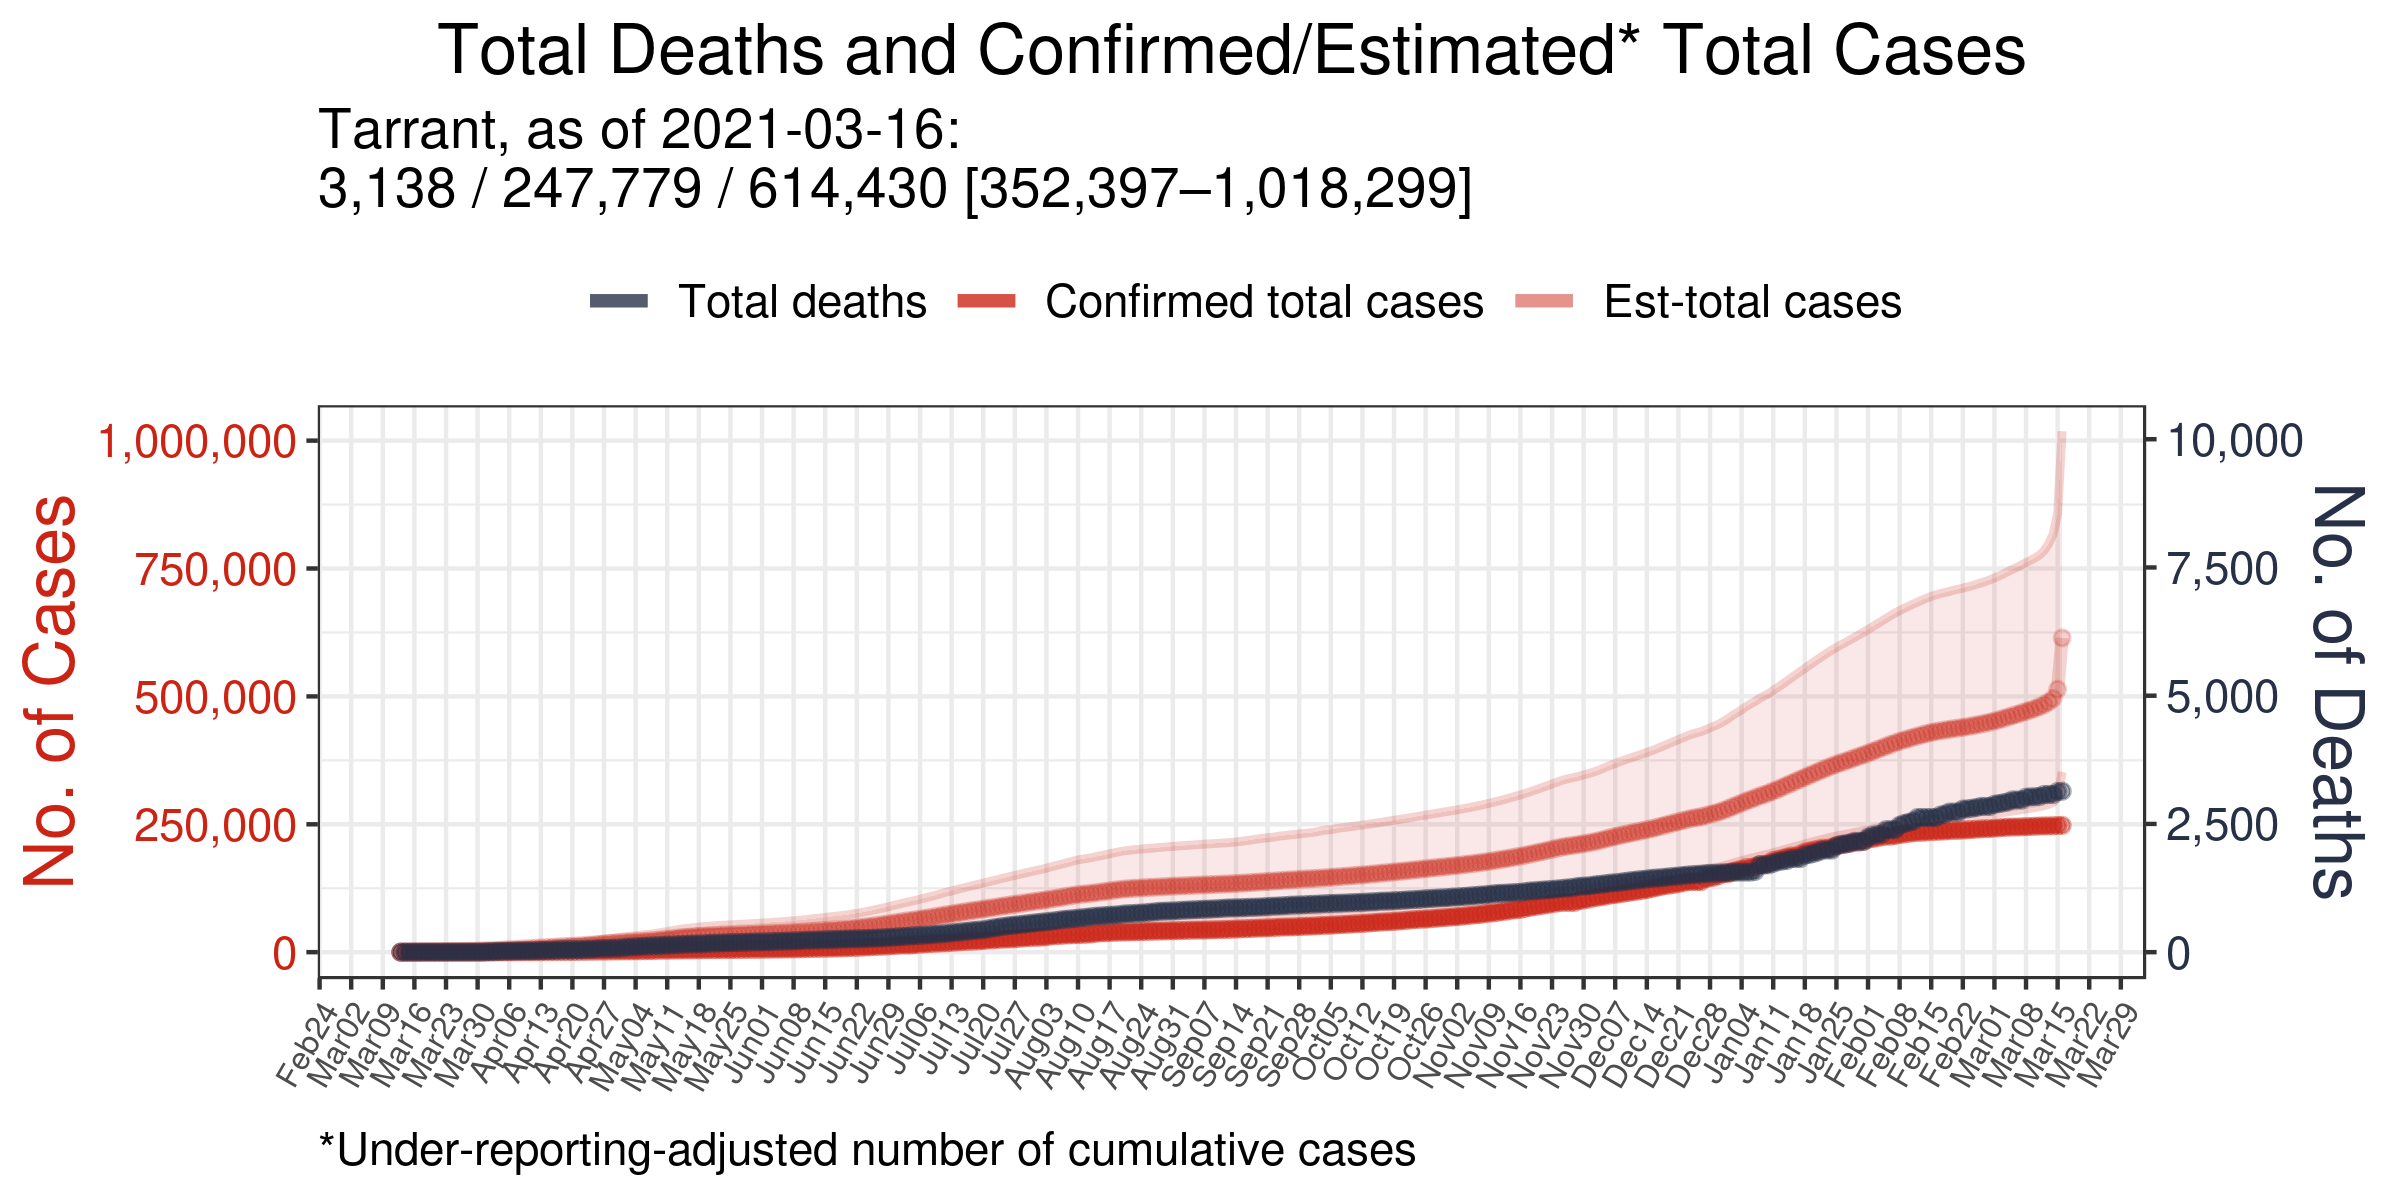 Total Deaths and Confirmed/Estimated* Total Cases
Tarrant, as of 2021-03-16:
3,138 / 247,779 / 614,430 [352,397–1,018,299]
Total deaths
Confirmed total cases
Est-total cases
No. of Cases
1,000,000
750,000
500,000
250,000
0
10,000
7,500
5,000
2,500
0
No. of Deaths
Feb24
Mar02
Mar09
Mar16
Mar23
Mar30
Apr06
Apr13
Apr20
Apr27
May04
May11
May18
May25
Jun01
Jun08
Jun15
Jun22
Jun29
Jul06
Jul13
Jul20
Jul27
Aug03
Aug10
Aug17
Aug24
Aug31
Sep07
Sep14
Sep21
Sep28
Oct05
Oct12
Oct19
Oct26
Nov02
Nov09
Nov16
Nov23
Nov30
Dec07
Dec14
Dec21
Dec28
Jan04
Jan11
Jan18
Jan25
Feb01
Feb08
Feb15
Feb22
Mar01
Mar08
Mar15
Mar22
Mar29
*Under-reporting-adjusted number of cumulative cases